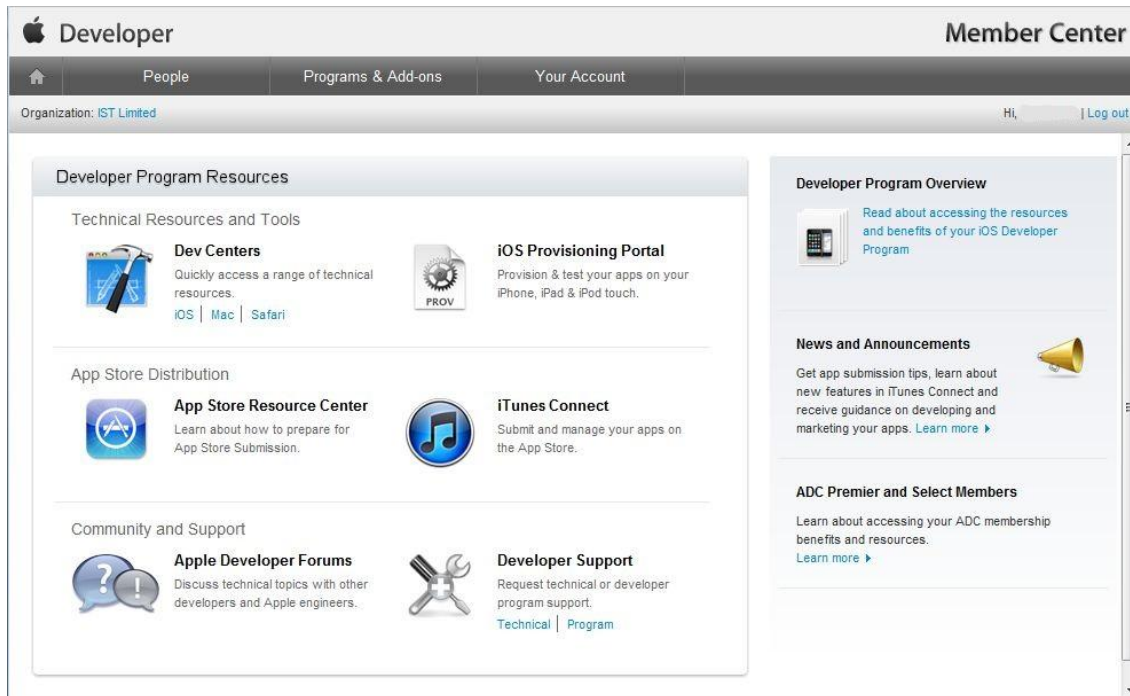 Developer
Member Center
People
Programs & Add-ons
Your Account
Organization: IST Limited
Hi, | Log out
Developer Program Resources
Technical Resources and Tools
Dev Centers
Quickly access a range of technical
resources.
iOS | Mac | Safari
PROV
iOS Provisioning Portal
Provision & test your apps on your
iPhone, iPad & iPod touch.
App Store Distribution
App Store Resource Center
Learn about how to prepare for
App Store Submission.
iTunes Connect
Submit and manage your apps on
the App Store.
Community and Support
Apple Developer Forums
Discuss technical topics with other
developers and Apple engineers.
Developer Support
Request technical or developer
program support.
Technical | Program
Developer Program Overview
Read about accessing the resources
and benefits of your iOS Developer
Program
News and Announcements
Get app submission tips, learn about
new features in iTunes Connect and
receive guidance on developing and
marketing your apps. Learn more
ADC Premier and Select Members
Learn about accessing your ADC membership
benefits and resources.
Learn more